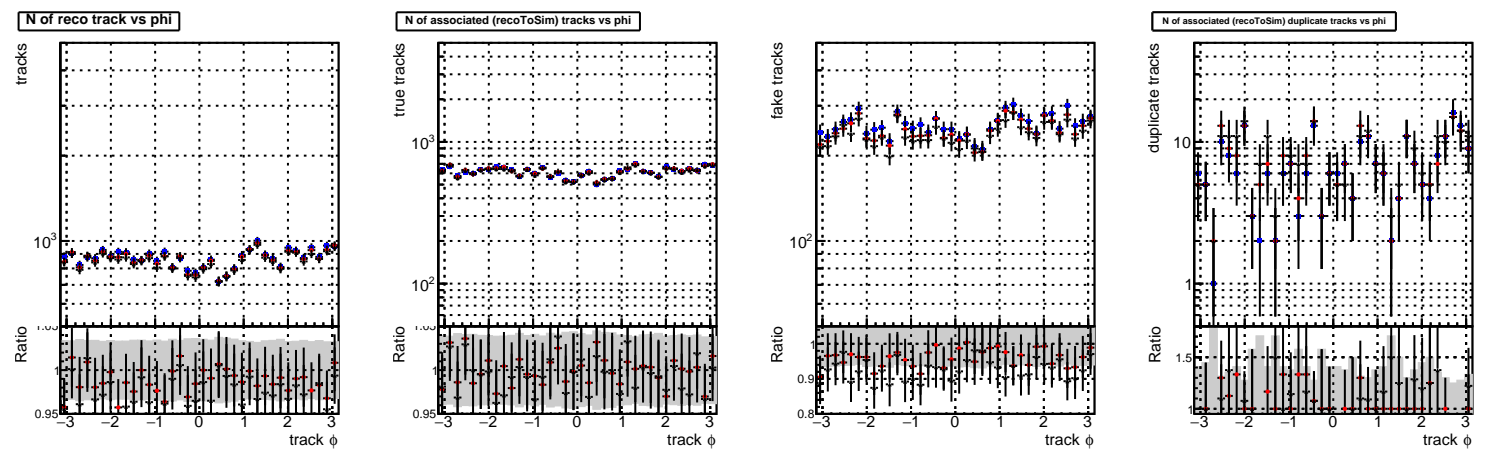 N of reco track vs phi
tracks
10³
Ratio
1.05
1
0.95
−3 −2 −1 0 1 2 3
track ϕ
N of associated (recoToSim) tracks vs phi
true tracks
10³
10²
Ratio
1.05
1
0.95
−3 −2 −1 0 1 2 3
track ϕ
fake tracks
10²
Ratio
1
0.9
0.8
−3 −2 −1 0 1 2 3
track ϕ
N of associated (recoToSim) duplicate tracks vs phi
duplicate tracks
10
1
Ratio
1.5
1
−3 −2 −1 0 1 2 3
track ϕ